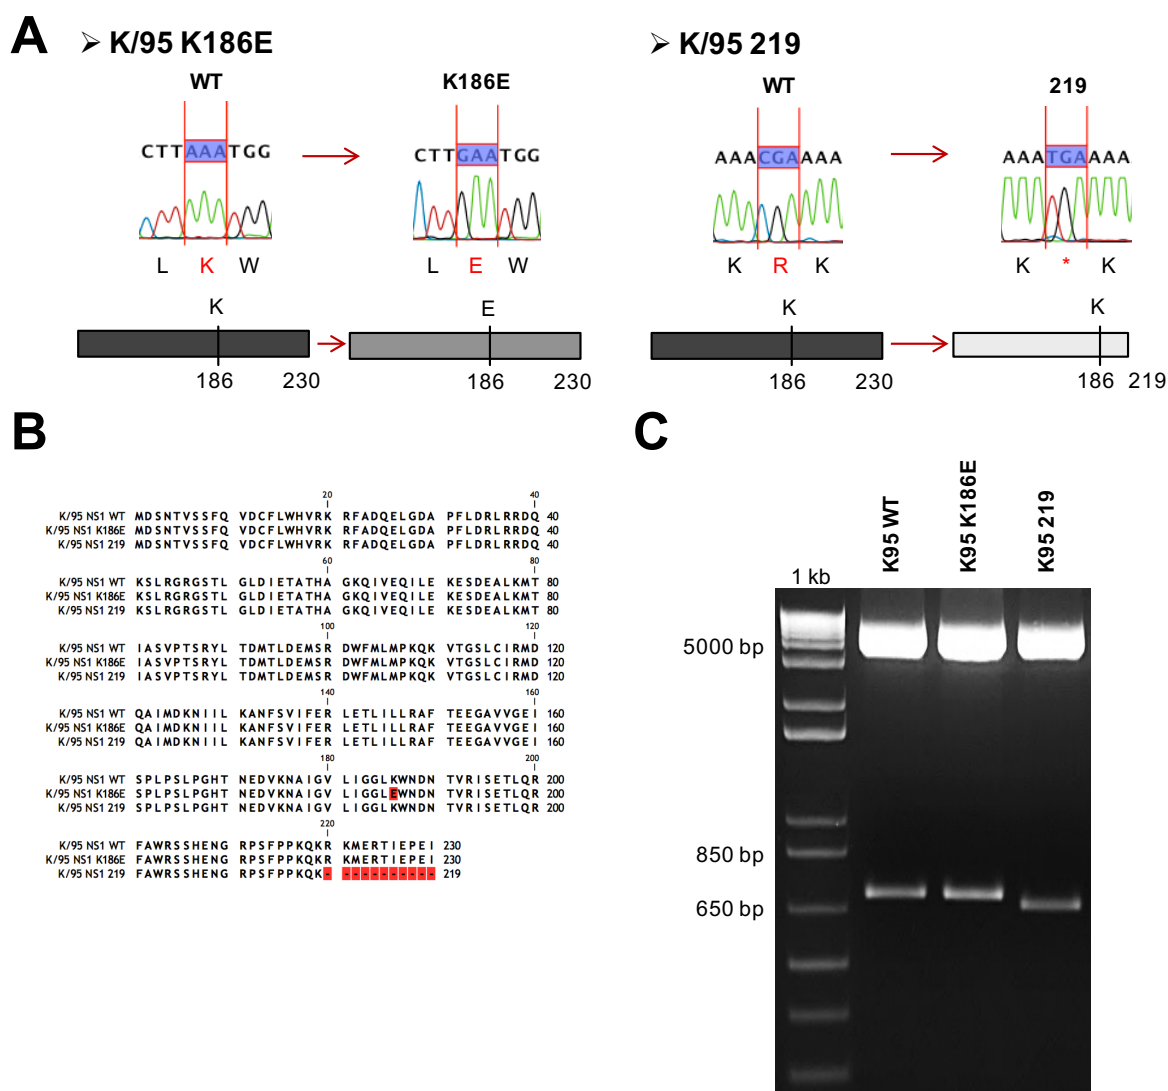 A
➢ K/95 K186E
➢ K/95 219
WT
K186E
WT
219
CTTAAATGG
CTTGAATGG
AAACGAAAA
AAATGAAAA
L K W
L E W
K R K
K * K
K
E
K
K
186 230
186 230
186 230
186 219
B
20 40
K/95 NS1 WT MDSNTVSSFQ VDCFLWHVRK RFADQELGDA PFLDRLRRDQ 40
K/95 NS1 K186E MDSNTVSSFQ VDCFLWHVRK RFADQELGDA PFLDRLRRDQ 40
K/95 NS1 219 MDSNTVSSFQ VDCFLWHVRK RFADQELGDA PFLDRLRRDQ 40
60 80
K/95 NS1 WT KSLRGRGSTL GLDIETATHA GKQIVEQILE KESDEALKMT 80
K/95 NS1 K186E KSLRGRGSTL GLDIETATHA GKQIVEQILE KESDEALKMT 80
K/95 NS1 219 KSLRGRGSTL GLDIETATHA GKQIVEQILE KESDEALKMT 80
100 120
K/95 NS1 WT IASVPTSRYL TDMTLDEMSR DWFMLMPKQK VTGSLCIRMD 120
K/95 NS1 K186E IASVPTSRYL TDMTLDEMSR DWFMLMPKQK VTGSLCIRMD 120
K/95 NS1 219 IASVPTSRYL TDMTLDEMSR DWFMLMPKQK VTGSLCIRMD 120
140 160
K/95 NS1 WT QAIMDKNIIL KANFSVIFER LETLILLRAF TEEGAVVGEI 160
K/95 NS1 K186E QAIMDKNIIL KANFSVIFER LETLILLRAF TEEGAVVGEI 160
K/95 NS1 219 QAIMDKNIIL KANFSVIFER LETLILLRAF TEEGAVVGEI 160
180 200
K/95 NS1 WT SPLPSLPGHT NEDVKNAIGV LIGGLKWNDN TVRISETLQR 200
K/95 NS1 K186E SPLPSLPGHT NEDVKNAIGV LIGGLEWNDN TVRISETLQR 200
K/95 NS1 219 SPLPSLPGHT NEDVKNAIGV LIGGLKWNDN TVRISETLQR 200
220
K/95 NS1 WT FAWRSSHENG RPSFPPKQKR KMERTIEPEI 230
K/95 NS1 K186E FAWRSSHENG RPSFPPKQKR KMERTIEPEI 230
K/95 NS1 219 FAWRSSHENG RPSFPPKQK- ---------- 219
C
K95 WT
K95 K186E
K95 219
1 kb
5000 bp
850 bp
650 bp